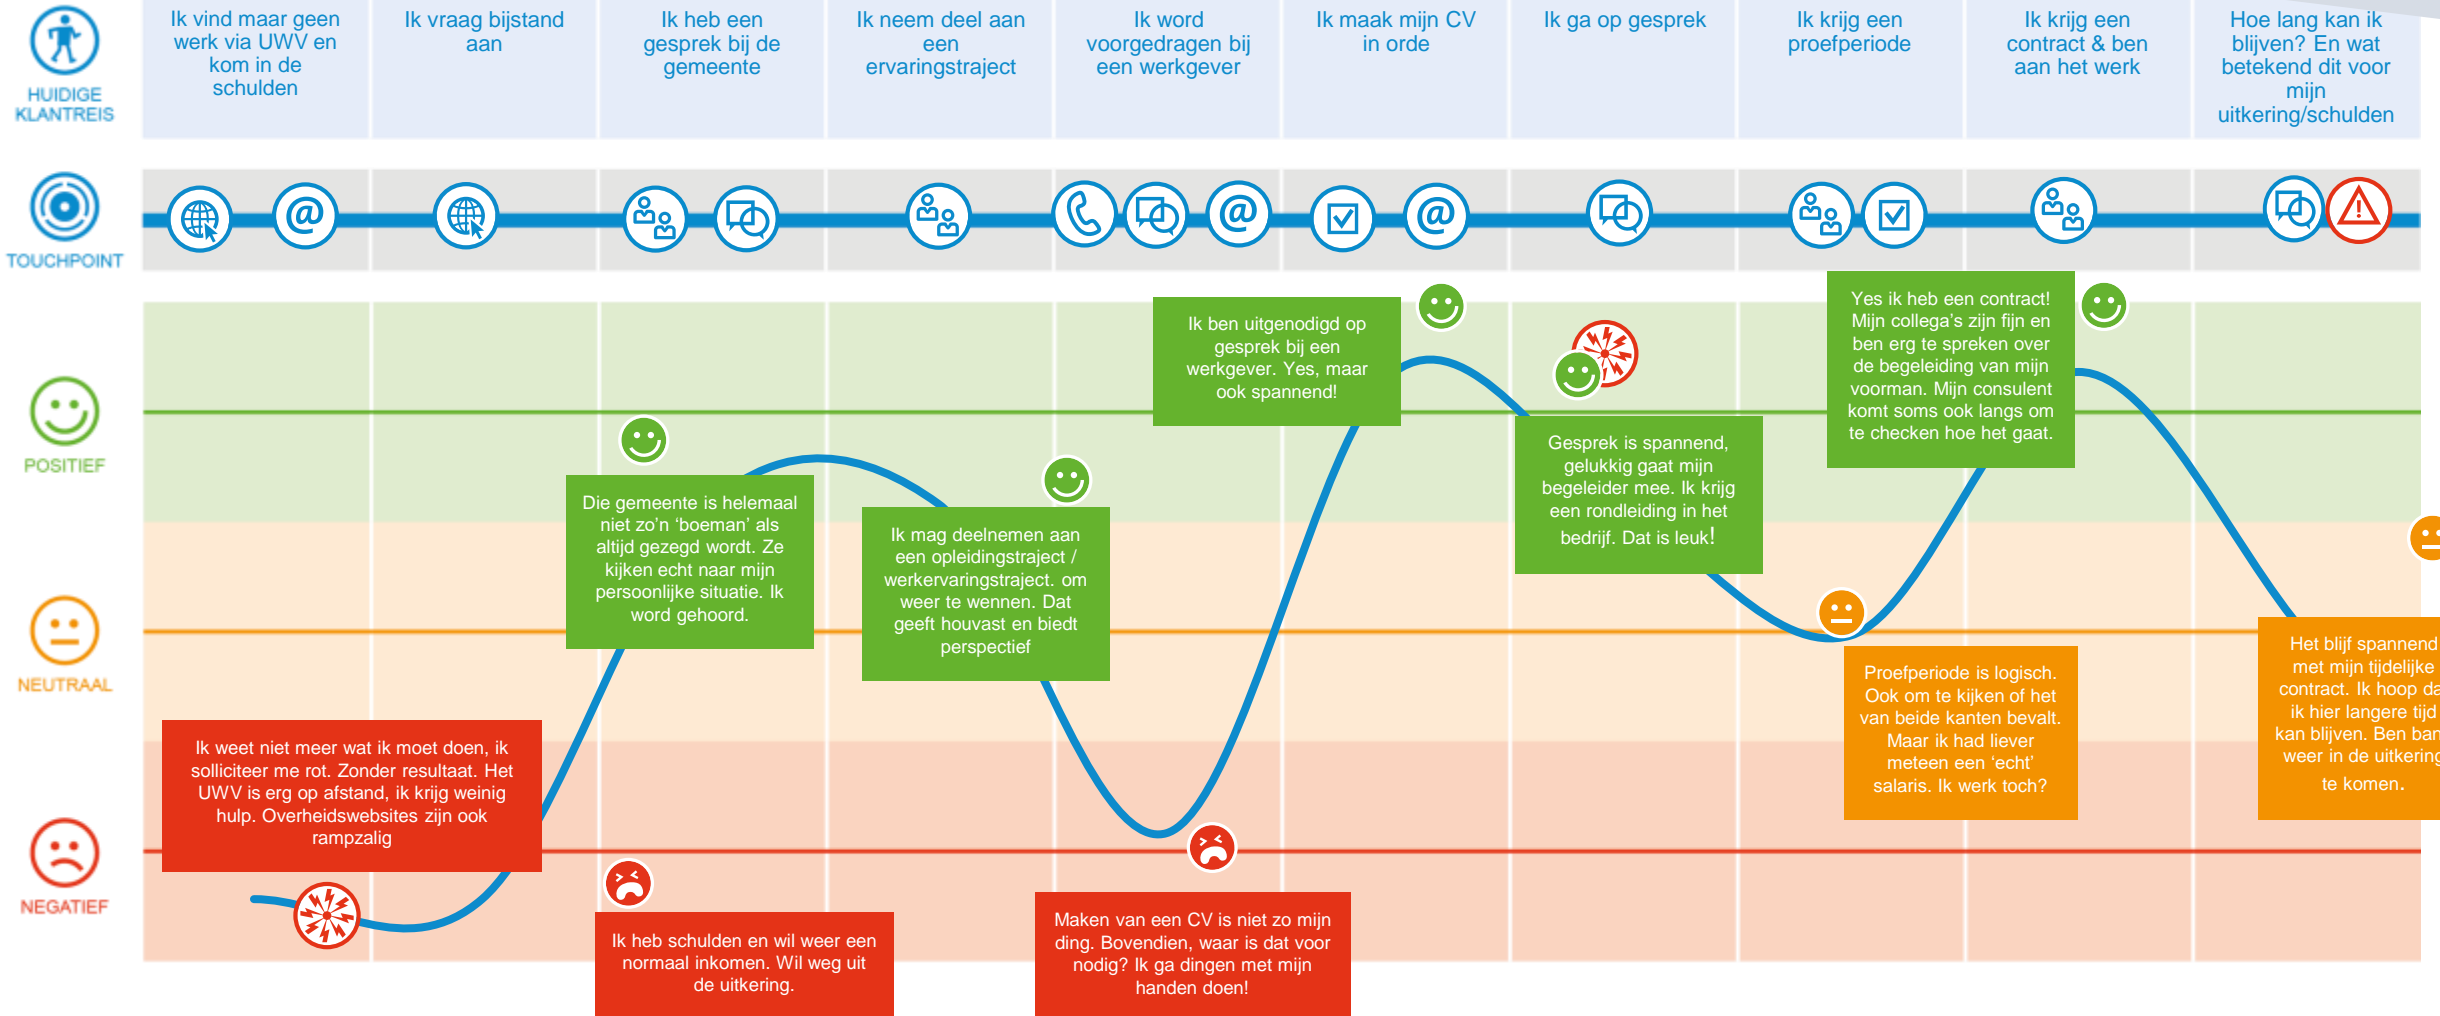 HUIDIGE
KLANTREIS
Ik vind maar geen
werk via UWV en
kom in de
schulden
Ik vraag bijstand
aan
Ik heb een
gesprek bij de
gemeente
Ik neem deel aan
een
ervaringstraject
Ik word
voorgedragen bij
een werkgever
Ik maak mijn CV
in orde
Ik ga op gesprek
Ik krijg een
proefperiode
Ik krijg een
contract & ben
aan het werk
Hoe lang kan ik
blijven? En wat
betekend dit voor
mijn
uitkering/schulden
TOUCHPOINT
POSITIEF
NEUTRAAL
NEGATIEF
Ik weet niet meer wat ik moet doen, ik
solliciteer me rot. Zonder resultaat. Het
UWV is erg op afstand, ik krijg weinig
hulp. Overheidswebsites zijn ook
rampzalig
Die gemeente is helemaal
niet zo'n ‘boeman’ als
altijd gezegd wordt. Ze
kijken echt naar mijn
persoonlijke situatie. Ik
word gehoord.
Ik heb schulden en wil weer een
normaal inkomen. Wil weg uit
de uitkering.
Ik mag deelnemen aan
een opleidingstraject /
werkervaringstraject. om
weer te wennen. Dat
geeft houvast en biedt
perspectief
Maken van een CV is niet zo mijn
ding. Bovendien, waar is dat voor
nodig? Ik ga dingen met mijn
handen doen!
Ik ben uitgenodigd op
gesprek bij een
werkgever. Yes, maar
ook spannend!
Gesprek is spannend,
gelukkig gaat mijn
begeleider mee. Ik krijg
een rondleiding in het
bedrijf. Dat is leuk!
Yes ik heb een contract!
Mijn collega’s zijn fijn en
ben erg te spreken over
de begeleiding van mijn
voorman. Mijn consulent
komt soms ook langs om
te checken hoe het gaat.
Proefperiode is logisch.
Ook om te kijken of het
van beide kanten bevalt.
Maar ik had liever
meteen een ‘echt’
salaris. Ik werk toch?
Het blijf spannend
met mijn tijdelijke
contract. Ik hoop
ik hier langere tijd
kan blijven. Ben
weer in de uitkering
te komen.